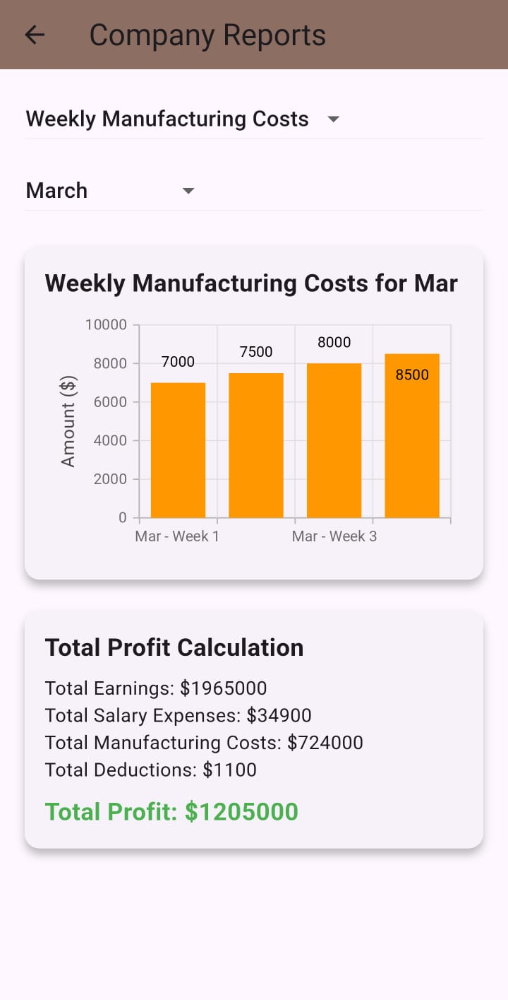 Company Reports
Weekly Manufacturing Costs
March
Weekly Manufacturing Costs for Mar
10000
8000
6000
4000
2000
0
Amount ($)
7000
7500
8000
8500
Mar - Week 1
Mar - Week 3
Total Profit Calculation
Total Earnings: $1965000
Total Salary Expenses: $34900
Total Manufacturing Costs: $724000
Total Deductions: $1100
Total Profit: $1205000